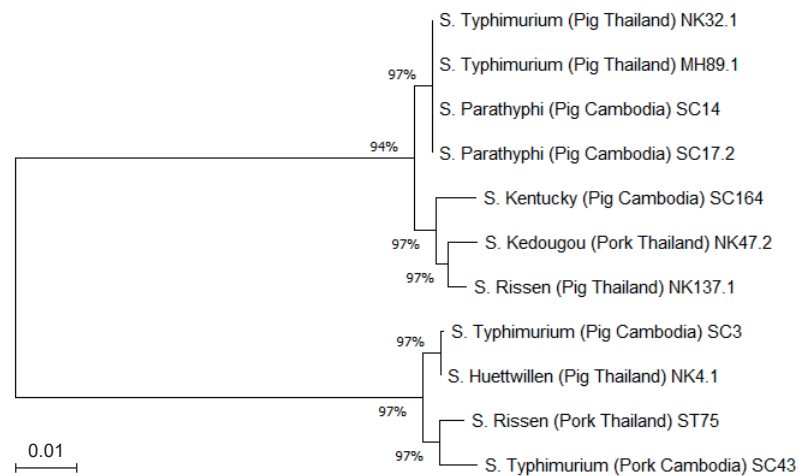 S. Typhimurium (Pig Thailand) NK32.1
97%
S. Typhimurium (Pig Thailand) MH89.1
S. Parathyphi (Pig Cambodia) SC14
94%
S. Parathyphi (Pig Cambodia) SC17.2
S. Kentucky (Pig Cambodia) SC164
97%
S. Kedougou (Pork Thailand) NK47.2
97%
S. Rissen (Pig Thailand) NK137.1
S. Typhimurium (Pig Cambodia) SC3
97%
S. Huettwillen (Pig Thailand) NK4.1
97%
S. Rissen (Pork Thailand) ST75
0.01
97%
S. Typhimurium (Pork Cambodia) SC43